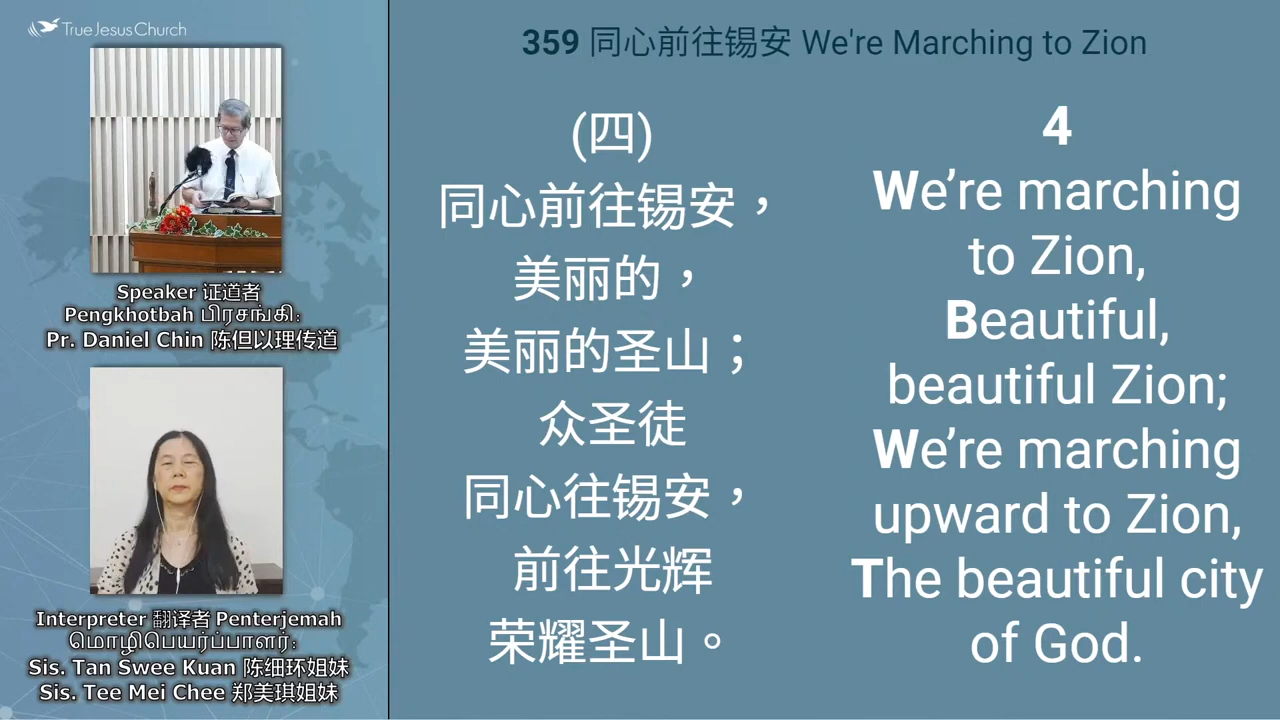 True Jesus Church
Speaker 证道者
Pengkhotbah பிரசங்கி:
Pr. Daniel Chin 陈但以理传道
Interpreter 翻译者 Penterjemah
மொழிபெயர்ப்பாளர்:
Sis. Tan Swee Kuan 陈细环姐妹
Sis. Tee Mei Chee 郑美琪姐妹
359 同心前往锡安 We're Marching to Zion
(四)
同心前往锡安，
美丽的，
美丽的圣山；
众圣徒
同心往锡安，
前往光辉
荣耀圣山。
4
We’re marching
to Zion,
Beautiful,
beautiful Zion;
We’re marching
upward to Zion,
The beautiful city
of God.